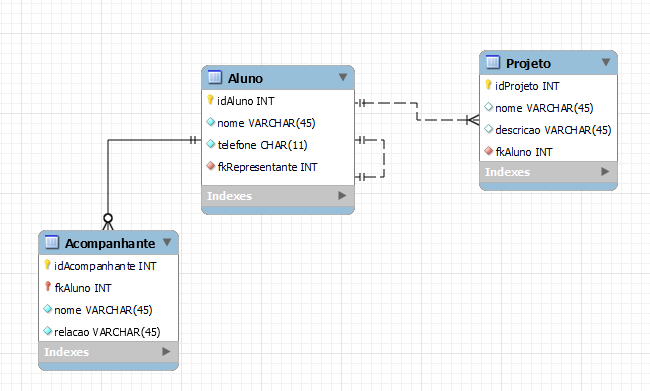 Aluno
idAluno INT
nome VARCHAR(45)
telefone CHAR(11)
fkRepresentante INT
Indexes
Projeto
idProjeto INT
nome VARCHAR(45)
descricao VARCHAR(45)
fkAluno INT
Indexes
Acompanhante
idAcompanhante INT
fkAluno INT
nome VARCHAR(45)
relacao VARCHAR(45)
Indexes